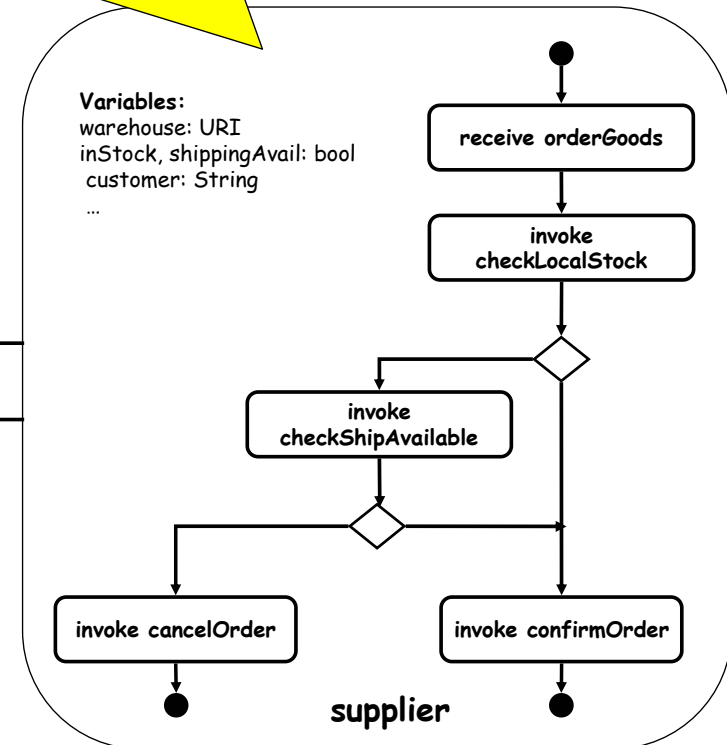 Variables:
warehouse: URI
inStock, shippingAvail: bool
customer: String
...
receive orderGoods
invoke
checkLocalStock
invoke
checkShipAvailable
invoke cancelOrder
invoke confirmOrder
supplier